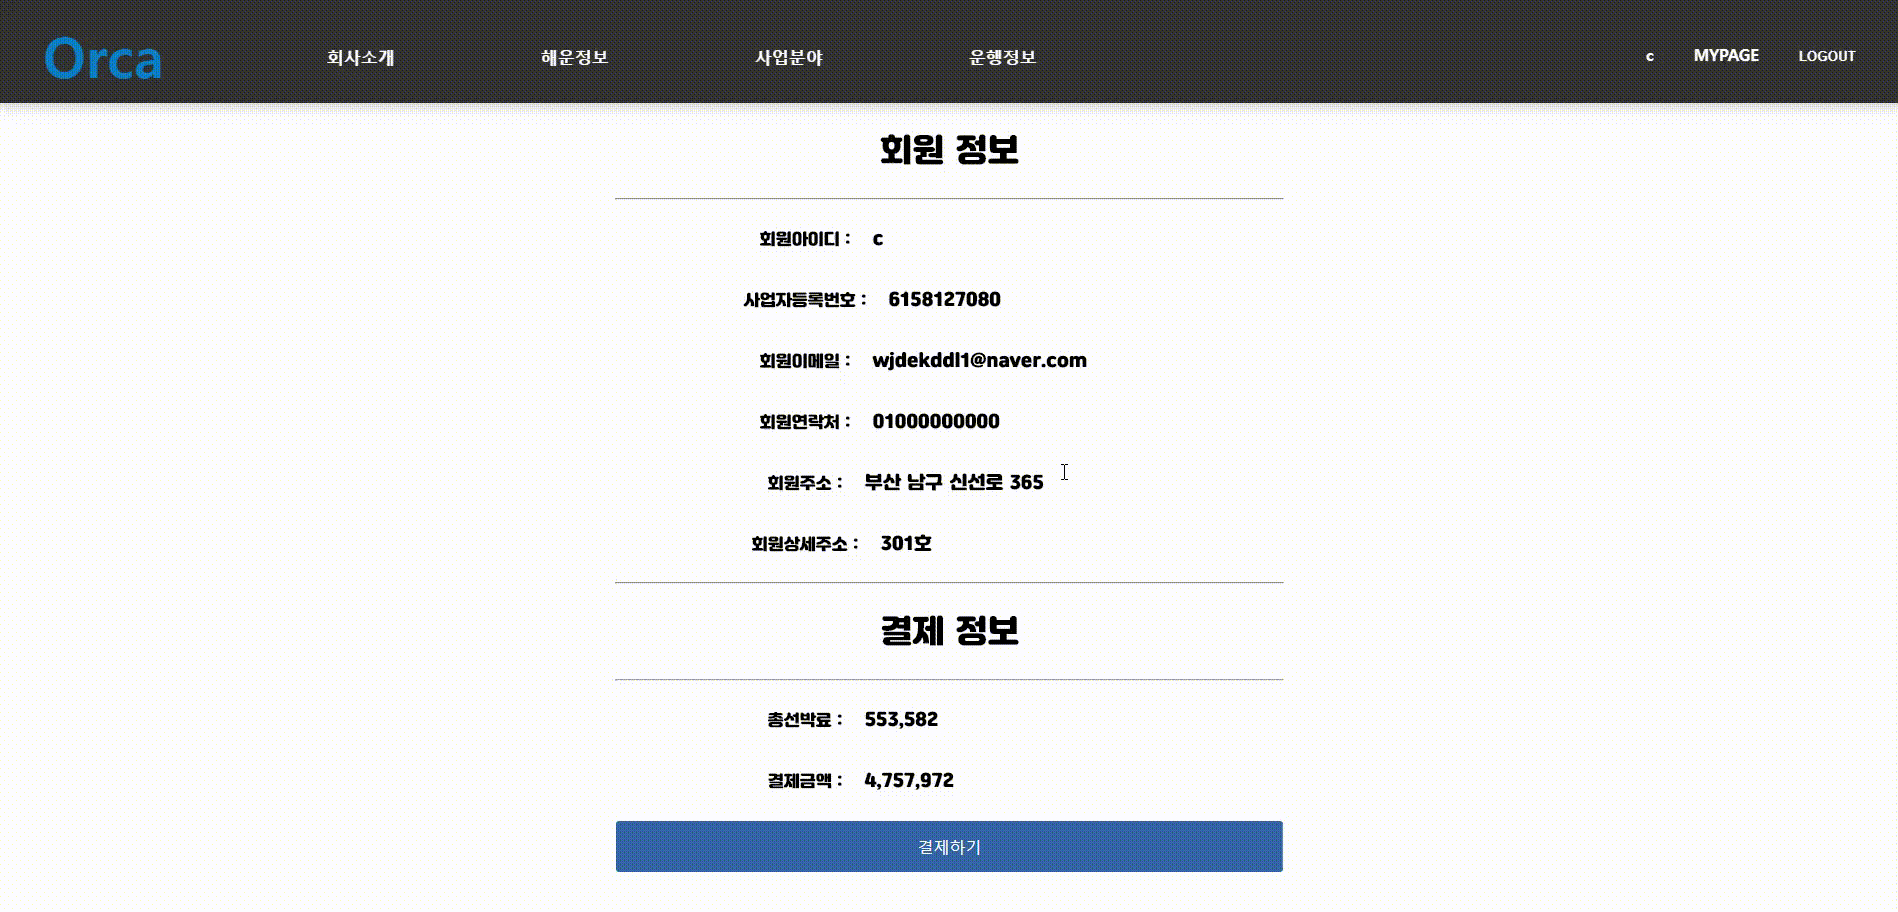 Orca 회사소개 해운정보 사업분야 운행정보 c MYPAGE LOGOUT
회원 정보
회원아이디 : c
사업자등록번호 : 6158127080
회원이메일 : wjdekddl1@naver.com
회원연락처 : 01000000000
회원주소 : 부산 남구 신선로 365
회원상세주소 : 301호
결제 정보
총선박료 : 553,582
결제금액 : 4,757,972
결제하기